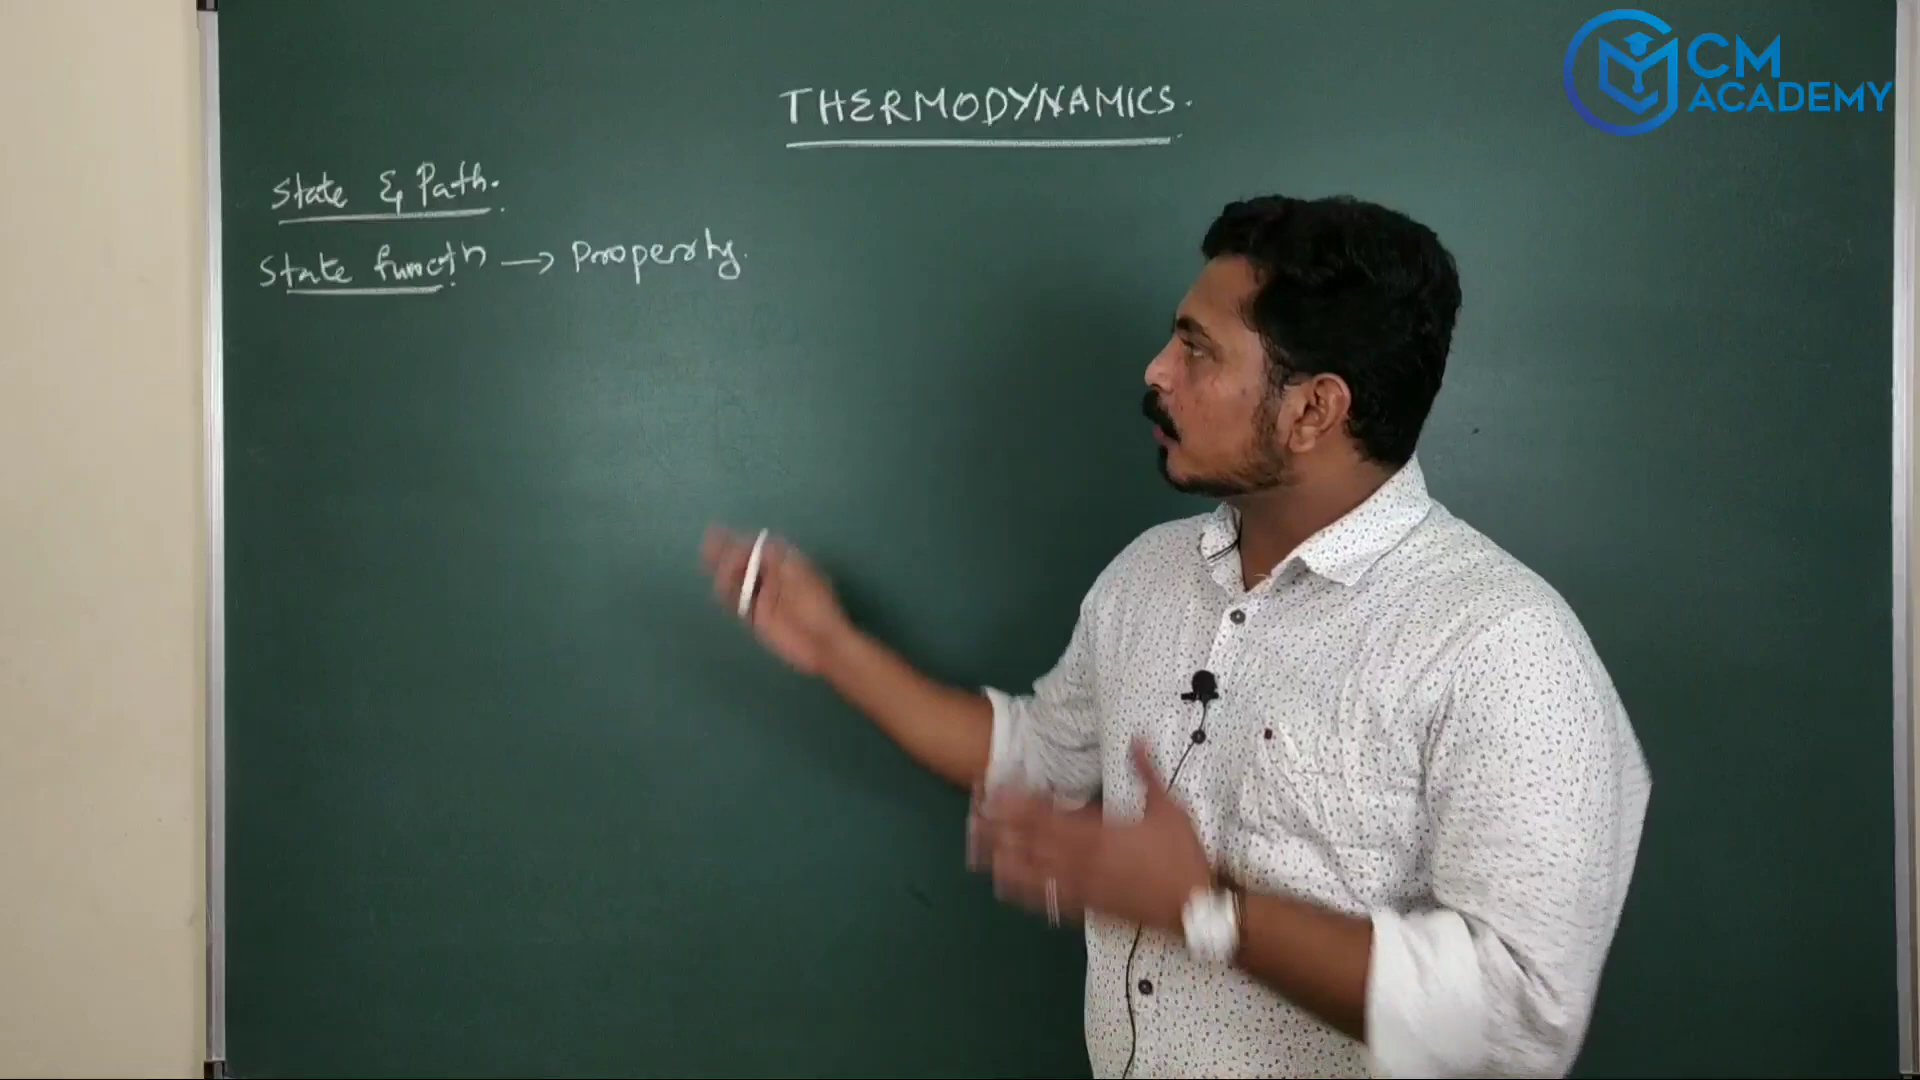 THERMODYNAMICS.
State & Path.
State functn → Property.
CM
ACADEMY